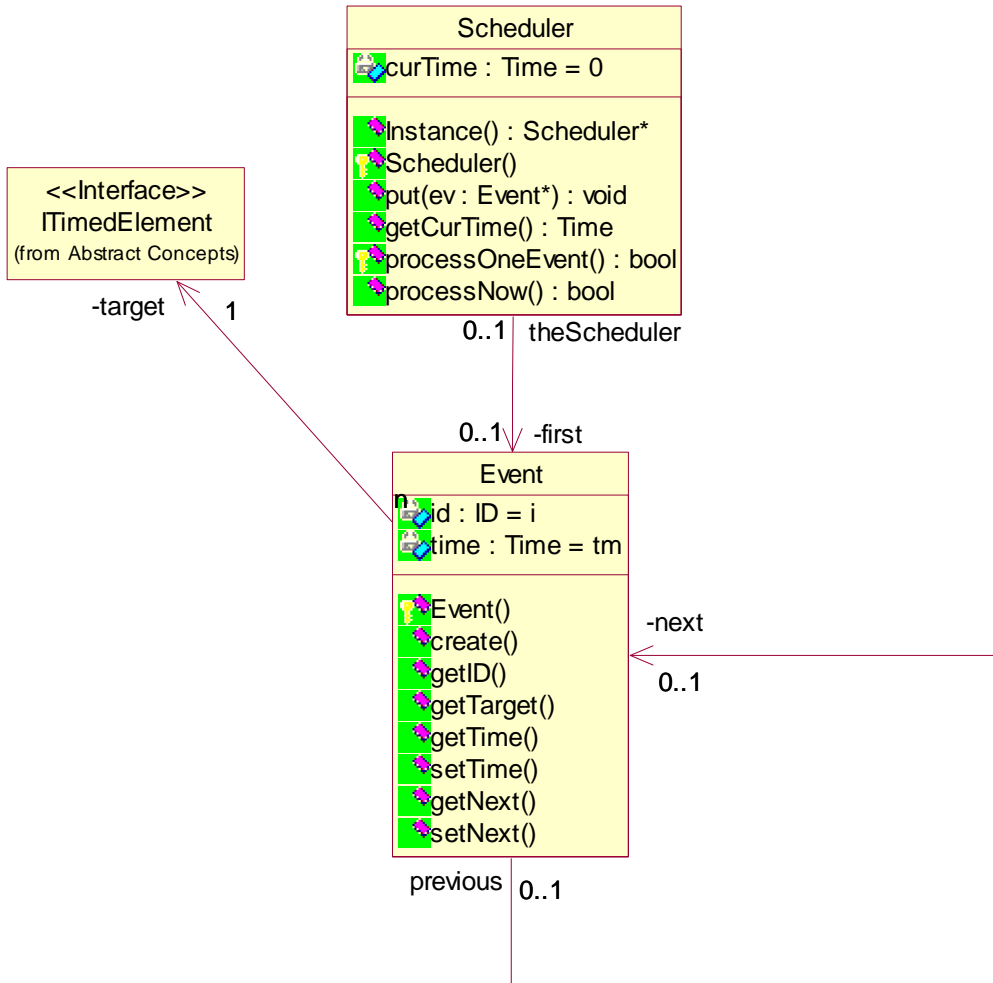 Scheduler
curTime : Time = 0
Instance() : Scheduler*
Scheduler()
put(ev : Event*) : void
getCurTime() : Time
processOneEvent() : bool
processNow() : bool
<<Interface>>
ITimedElement
(from Abstract Concepts)
-target
1
0..1
theScheduler
0..1
-first
Event
n
id : ID = i
time : Time = tm
Event()
create()
getID()
getTarget()
getTime()
setTime()
getNext()
setNext()
-next
0..1
previous
0..1